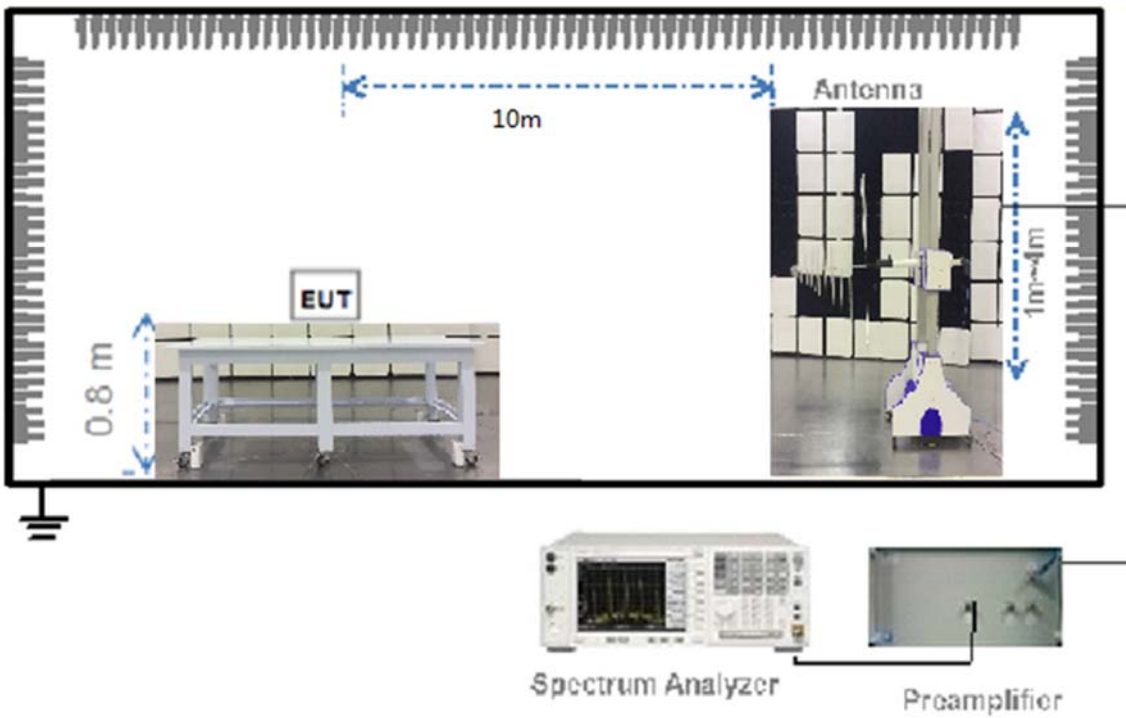 Antenna
10m
1m~4m
EUT
0.8 m
Spectrum Analyzer
Preamplifier